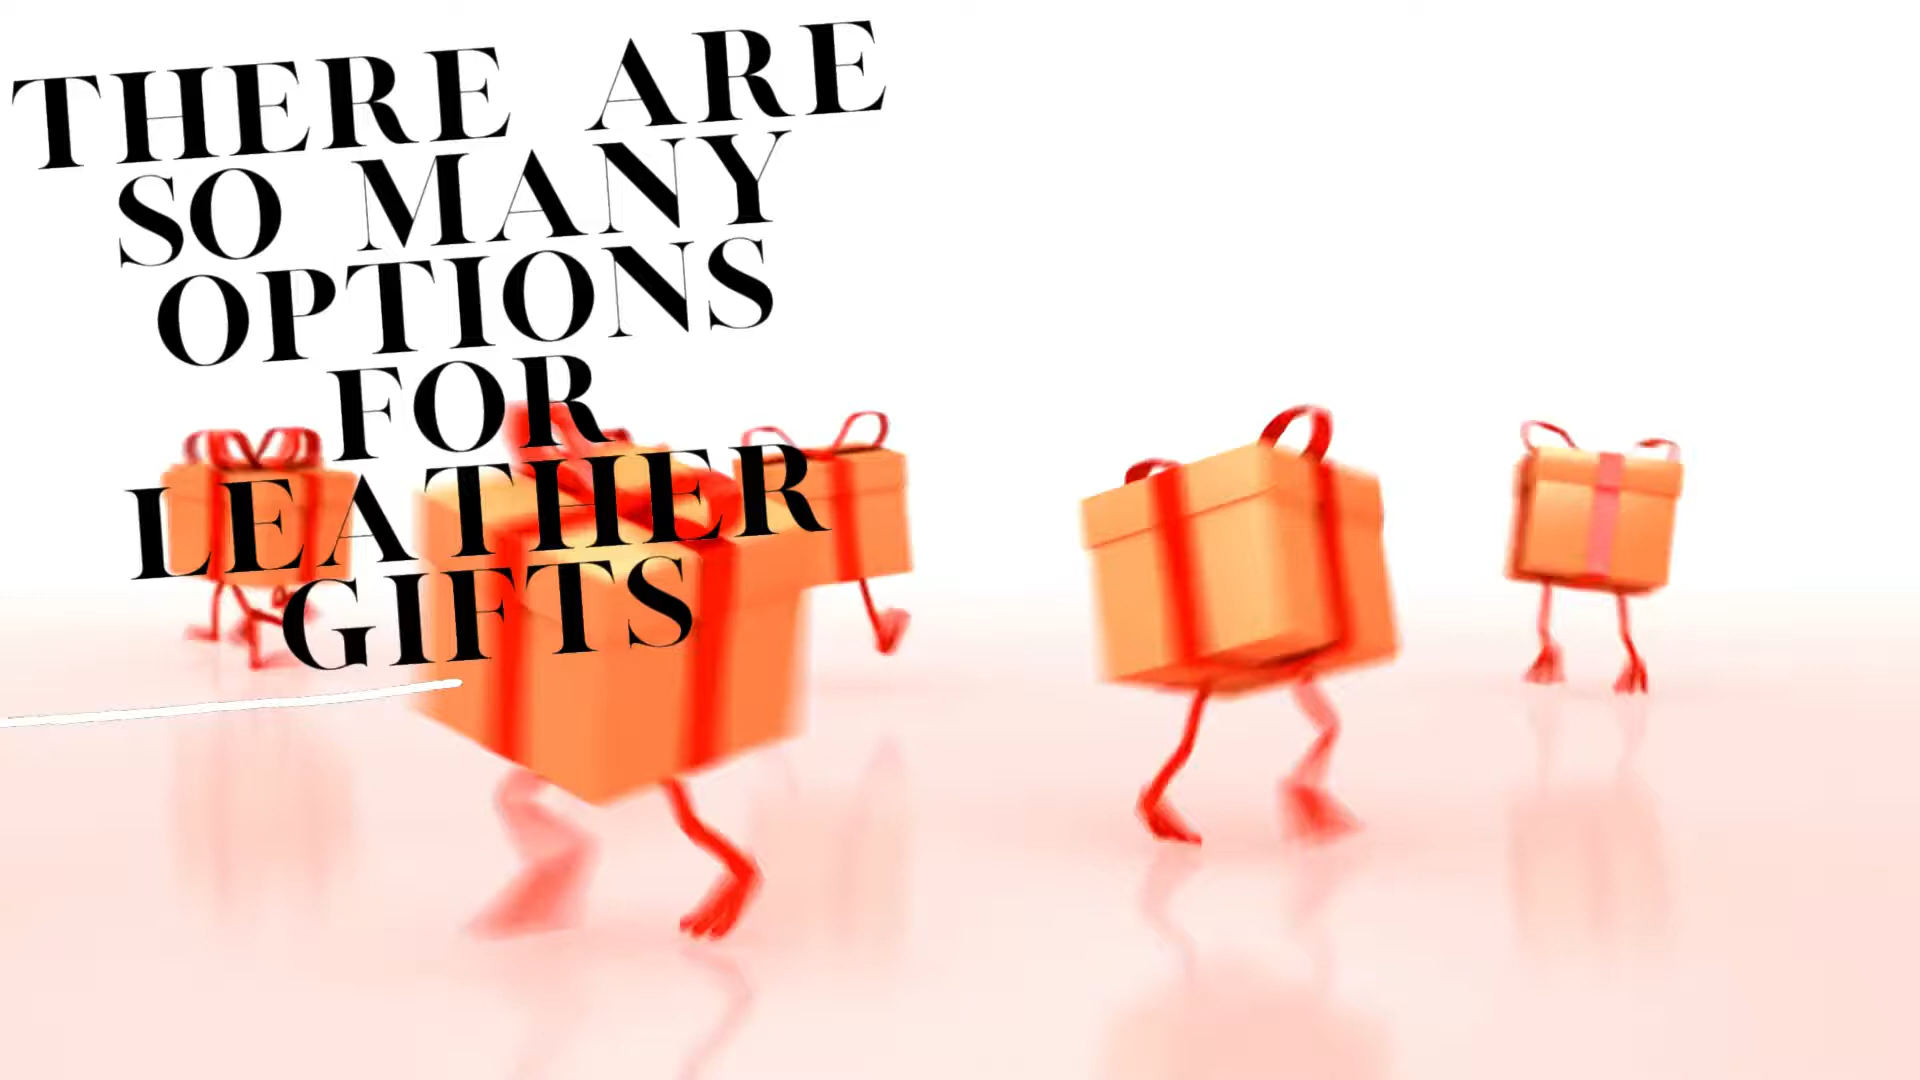 THERE ARE
SO MANY
OPTIONS
FOR
LEATHER
GIFTS